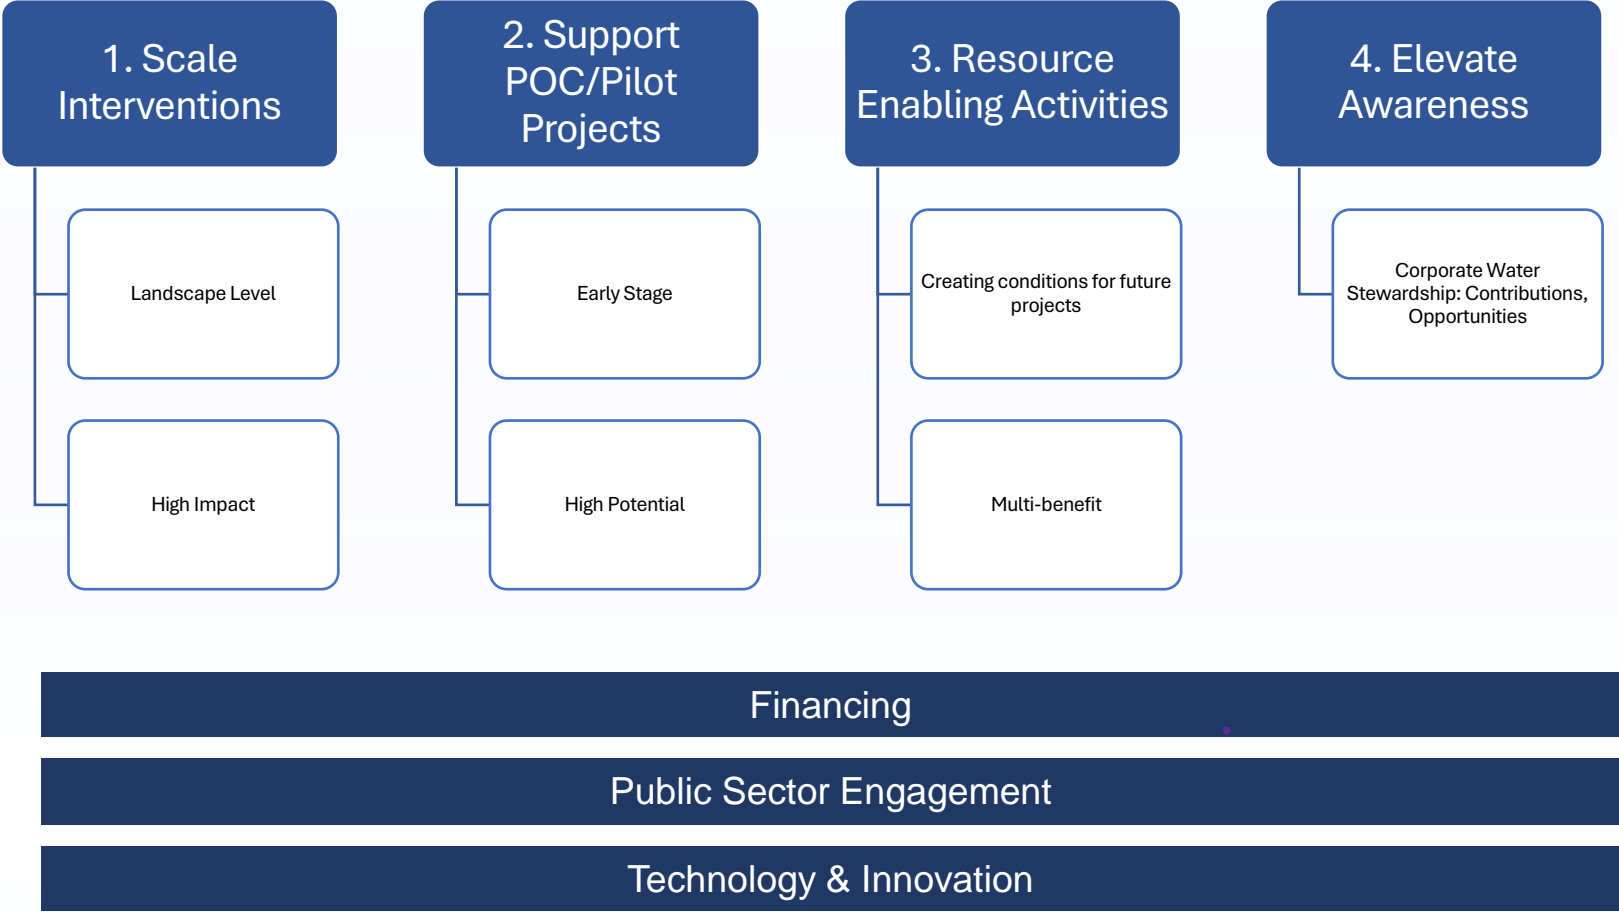 1. Scale
Interventions
2. Support
POC/Pilot
Projects
3. Resource
Enabling Activities
4. Elevate
Awareness
Landscape Level
Early Stage
Creating conditions for future
projects
Corporate Water
Stewardship: Contributions,
Opportunities
High Impact
High Potential
Multi-benefit
Financing
Public Sector Engagement
Technology & Innovation